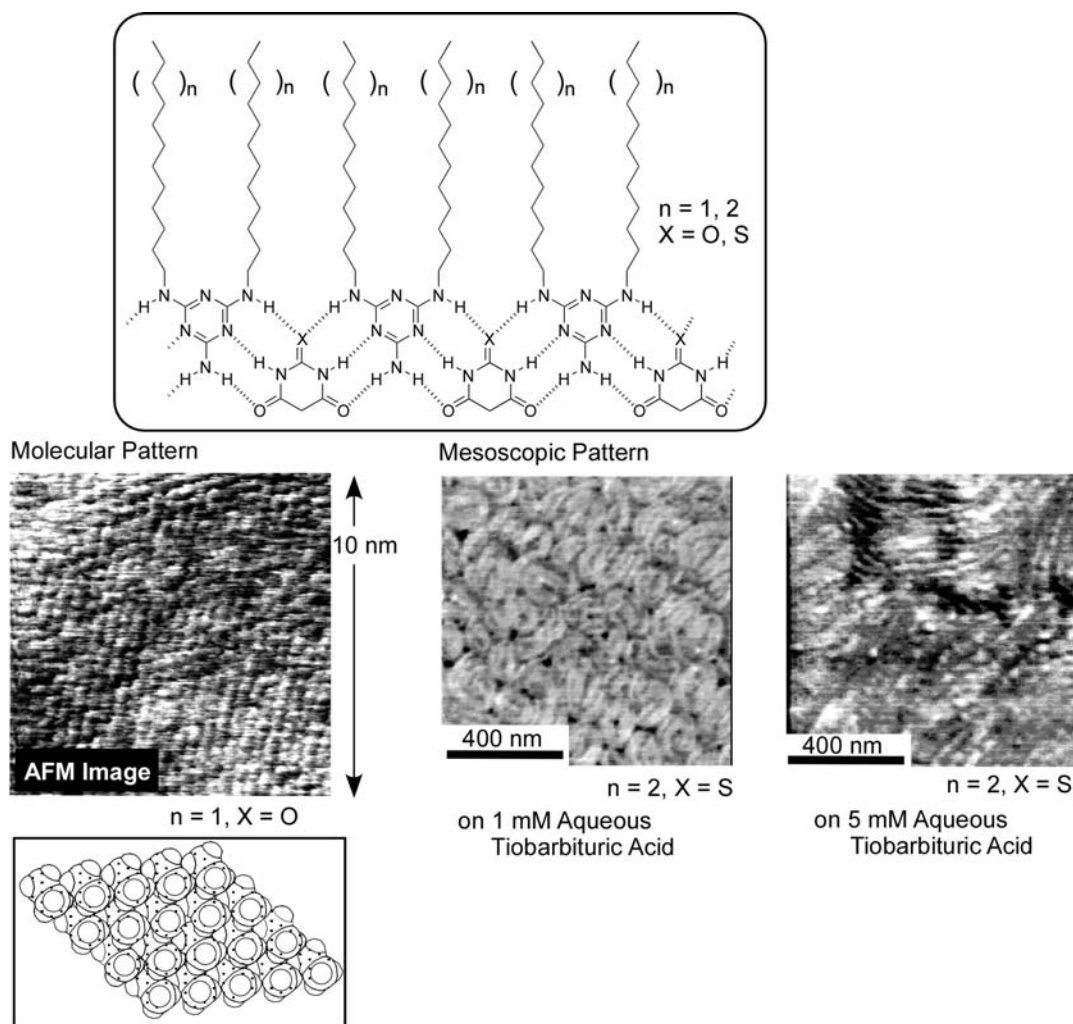 ( )n ( )n ( )n ( )n ( )n ( )n
n = 1, 2
X = O, S
H N N N H H N N N H H N N N H
N N X N N X N N X
N H N N H N H N N H N H N N H
H H H H H H
O O O O O O
Molecular Pattern
Mesoscopic Pattern
10 nm
AFM Image
400 nm
400 nm
n = 1, X = O
n = 2, X = S
n = 2, X = S
on 1 mM Aqueous
Tiobarbituric Acid
on 5 mM Aqueous
Tiobarbituric Acid